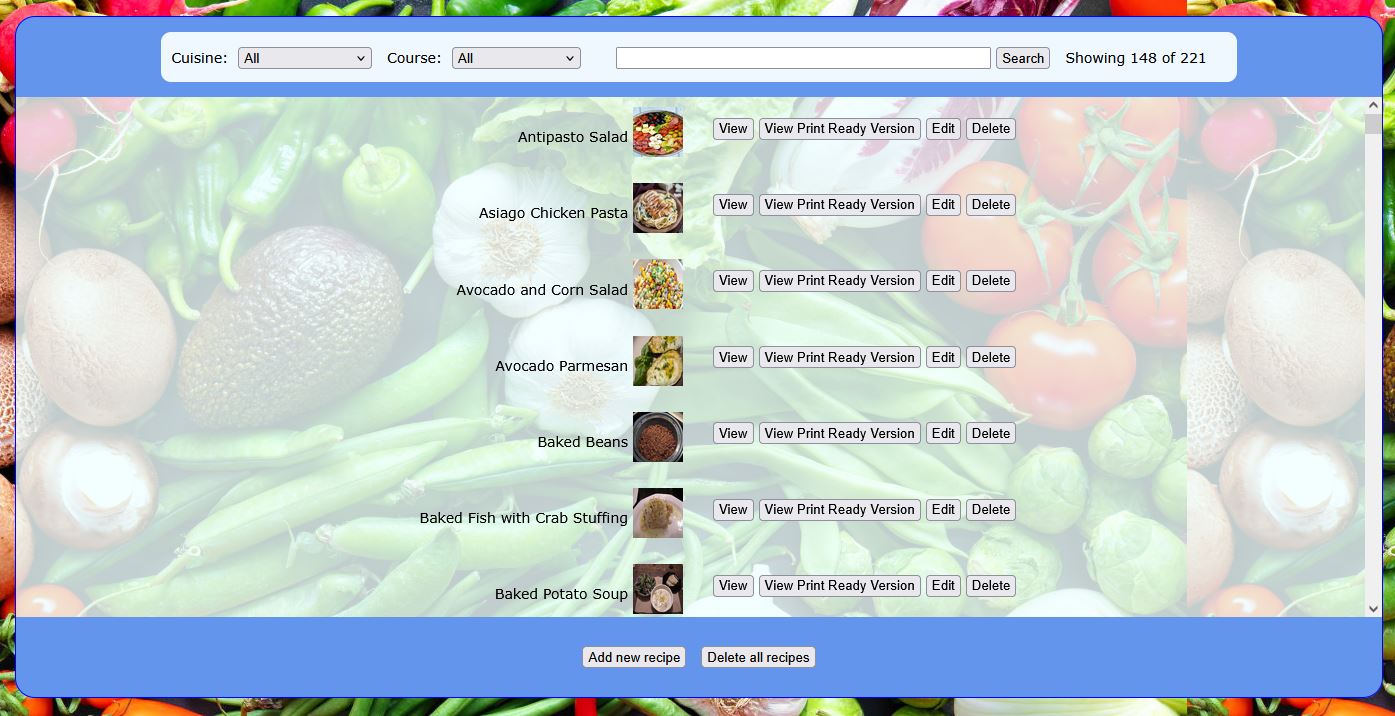 Cuisine: All Course: All Search Showing 148 of 221
Antipasto Salad View View Print Ready Version Edit Delete
Asiago Chicken Pasta View View Print Ready Version Edit Delete
Avocado and Corn Salad View View Print Ready Version Edit Delete
Avocado Parmesan View View Print Ready Version Edit Delete
Baked Beans View View Print Ready Version Edit Delete
Baked Fish with Crab Stuffing View View Print Ready Version Edit Delete
Baked Potato Soup View View Print Ready Version Edit Delete
Add new recipe Delete all recipes